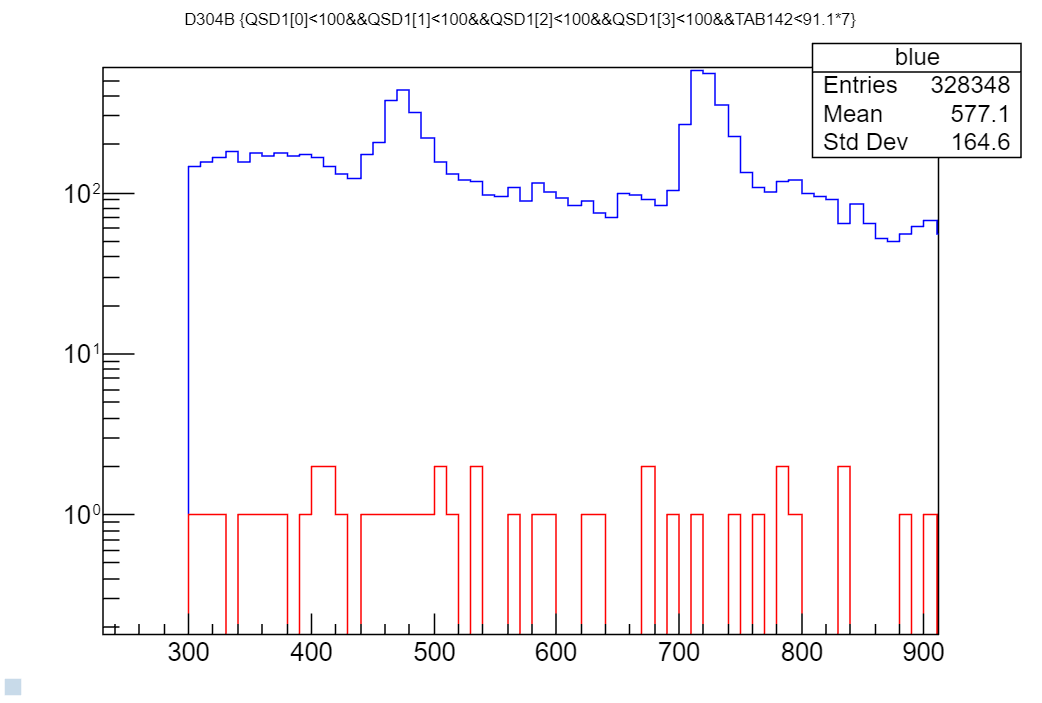 D304B {QSD1[0]<100&&QSD1[1]<100&&QSD1[2]<100&&QSD1[3]<100&&TAB142<91.1*7}
blue
Entries 328348
Mean 577.1
Std Dev 164.6
10²
10¹
10⁰
300 400 500 600 700 800 900